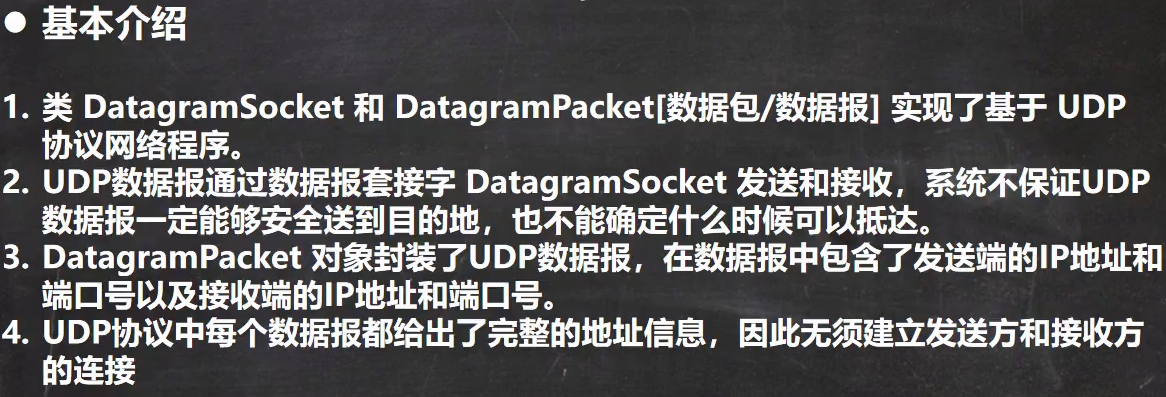 ● 基本介绍
1. 类 DatagramSocket 和 DatagramPacket[数据包/数据报] 实现了基于 UDP
协议网络程序。
2. UDP数据报通过数据报套接字 DatagramSocket 发送和接收，系统不保证UDP
数据报一定能够安全送到目的地，也不能确定什么时候可以抵达。
3. DatagramPacket 对象封装了UDP数据报，在数据报中包含了发送端的IP地址和
端口号以及接收端的IP地址和端口号。
4. UDP协议中每个数据报都给出了完整的地址信息，因此无须建立发送方和接收方
的连接